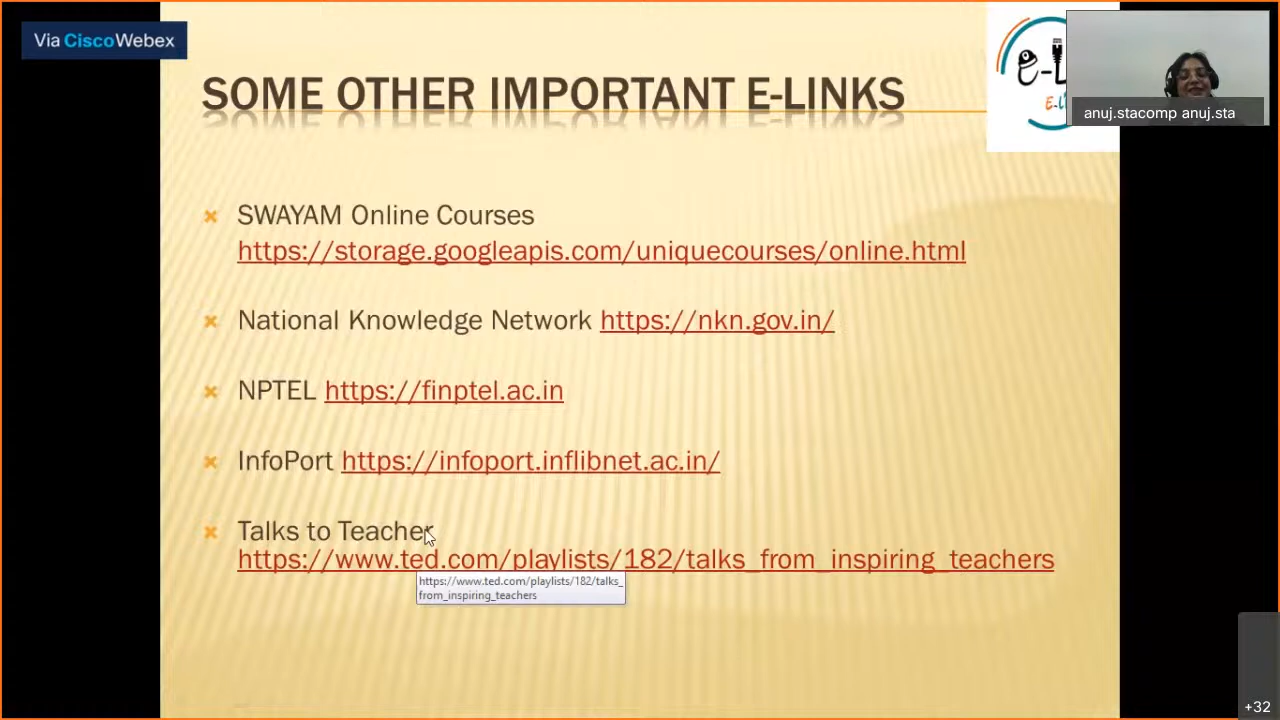 Via CiscoWebex
SOME OTHER IMPORTANT E-LINKS
anuj.stacomp anuj.sta
SWAYAM Online Courses
https://storage.googleapis.com/uniquecourses/online.html
National Knowledge Network https://nkn.gov.in/
NPTEL https://finptel.ac.in
InfoPort https://infoport.inflibnet.ac.in/
Talks to Teacher
https://www.ted.com/playlists/182/talks_from_inspiring_teachers
https://www.ted.com/playlists/182/talks_
from_inspiring_teachers
+32